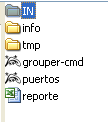 IN
info
tmp
grouper-cmd
puertos
reporte